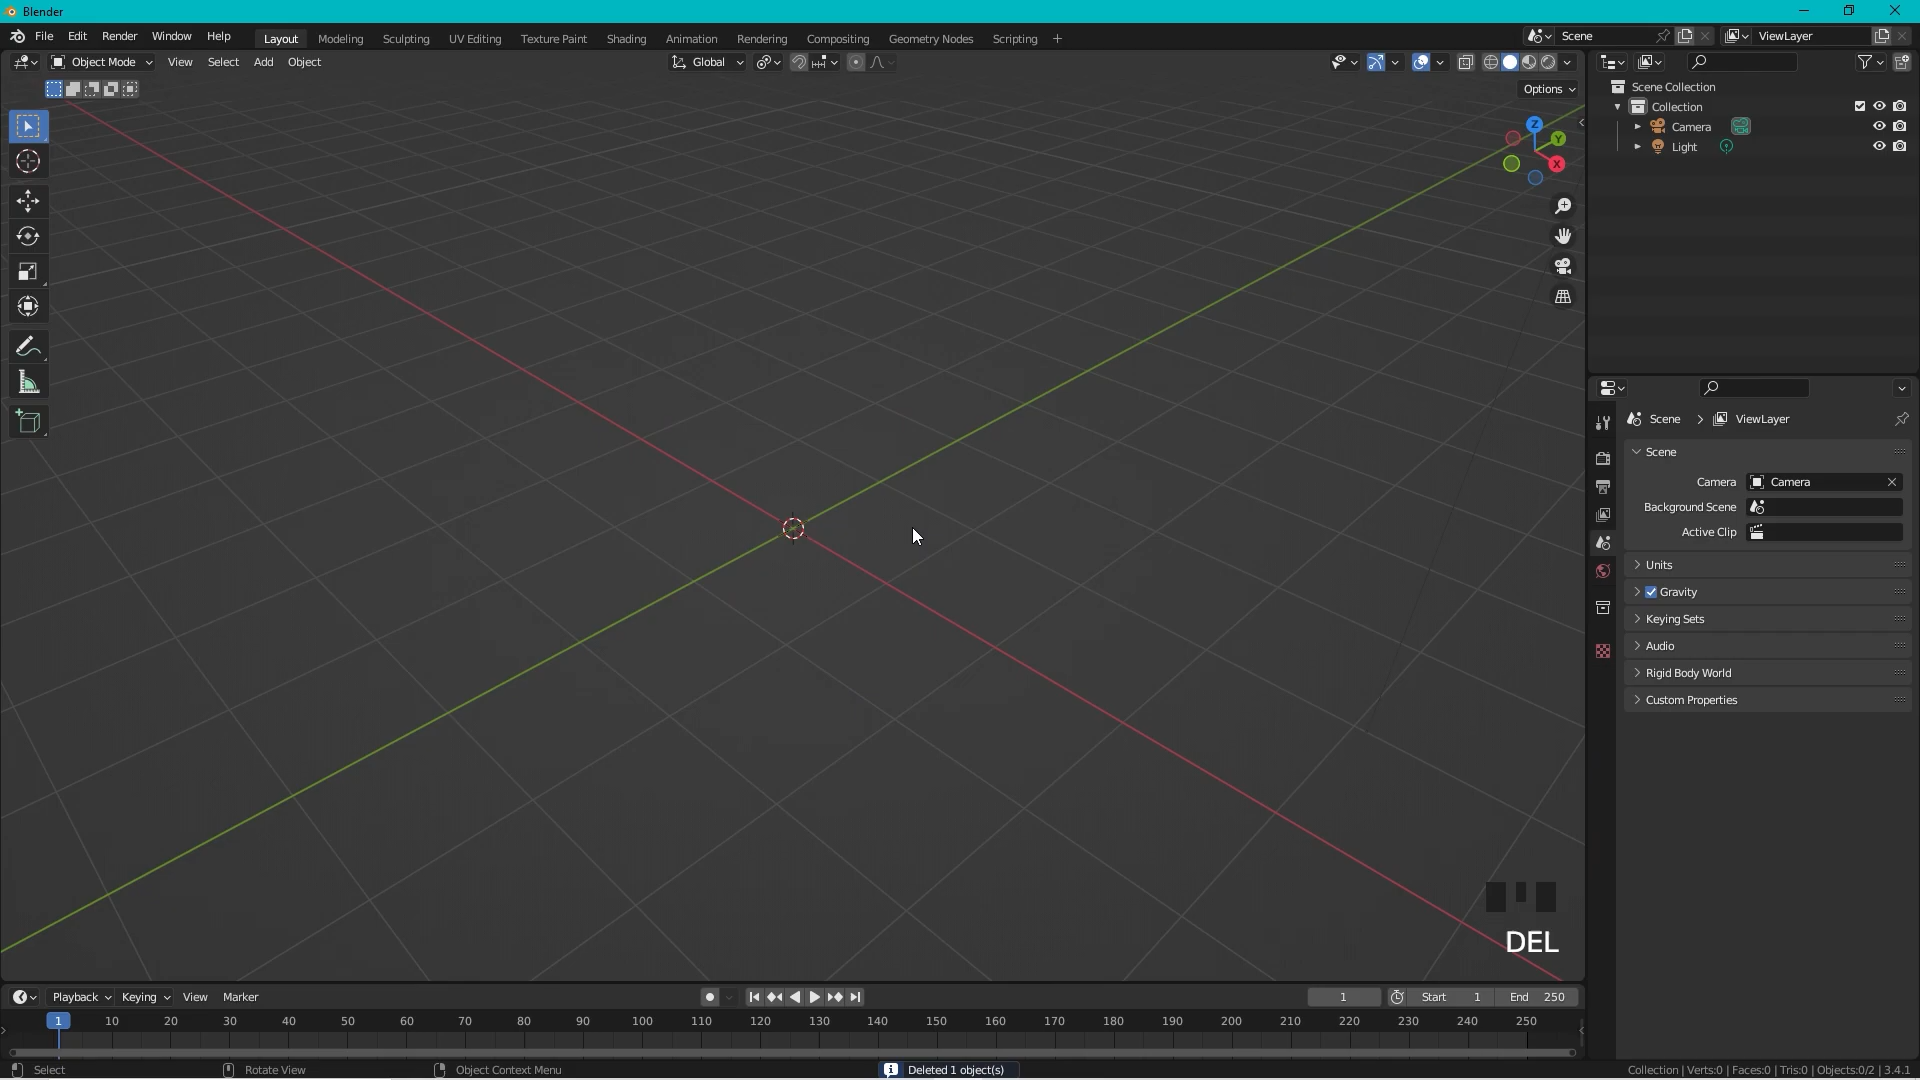 Blender
File Edit Render Window Help Layout Modeling Sculpting UV Editing Texture Paint Shading Animation Rendering Compositing Geometry Nodes Scripting + Scene ViewLayer
Object Mode View Select Add Object Global
Options
Scene Collection
Collection
Camera
Light
Z
Y
X
Scene > ViewLayer
Scene
Camera Camera
Background Scene
Active Clip
Units
Gravity
Keying Sets
Audio
Rigid Body World
Custom Properties
DEL
Playback Keying View Marker 1 Start 1 End 250
1 10 20 30 40 50 60 70 80 90 100 110 120 130 140 150 160 170 180 190 200 210 220 230 240 250
Select Rotate View Object Context Menu Deleted 1 object(s) Collection | Verts:0 | Faces:0 | Tris:0 | Objects:0/2 | 3.4.1